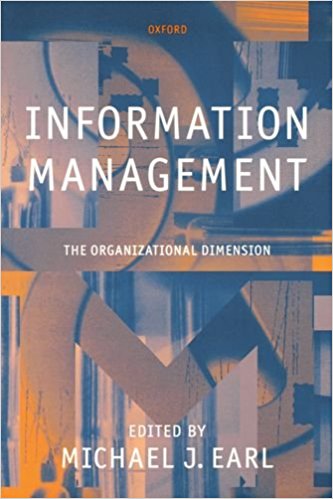 OXFORD
INFORMATION
MANAGEMENT
THE ORGANIZATIONAL DIMENSION
EDITED BY
MICHAEL J. EARL